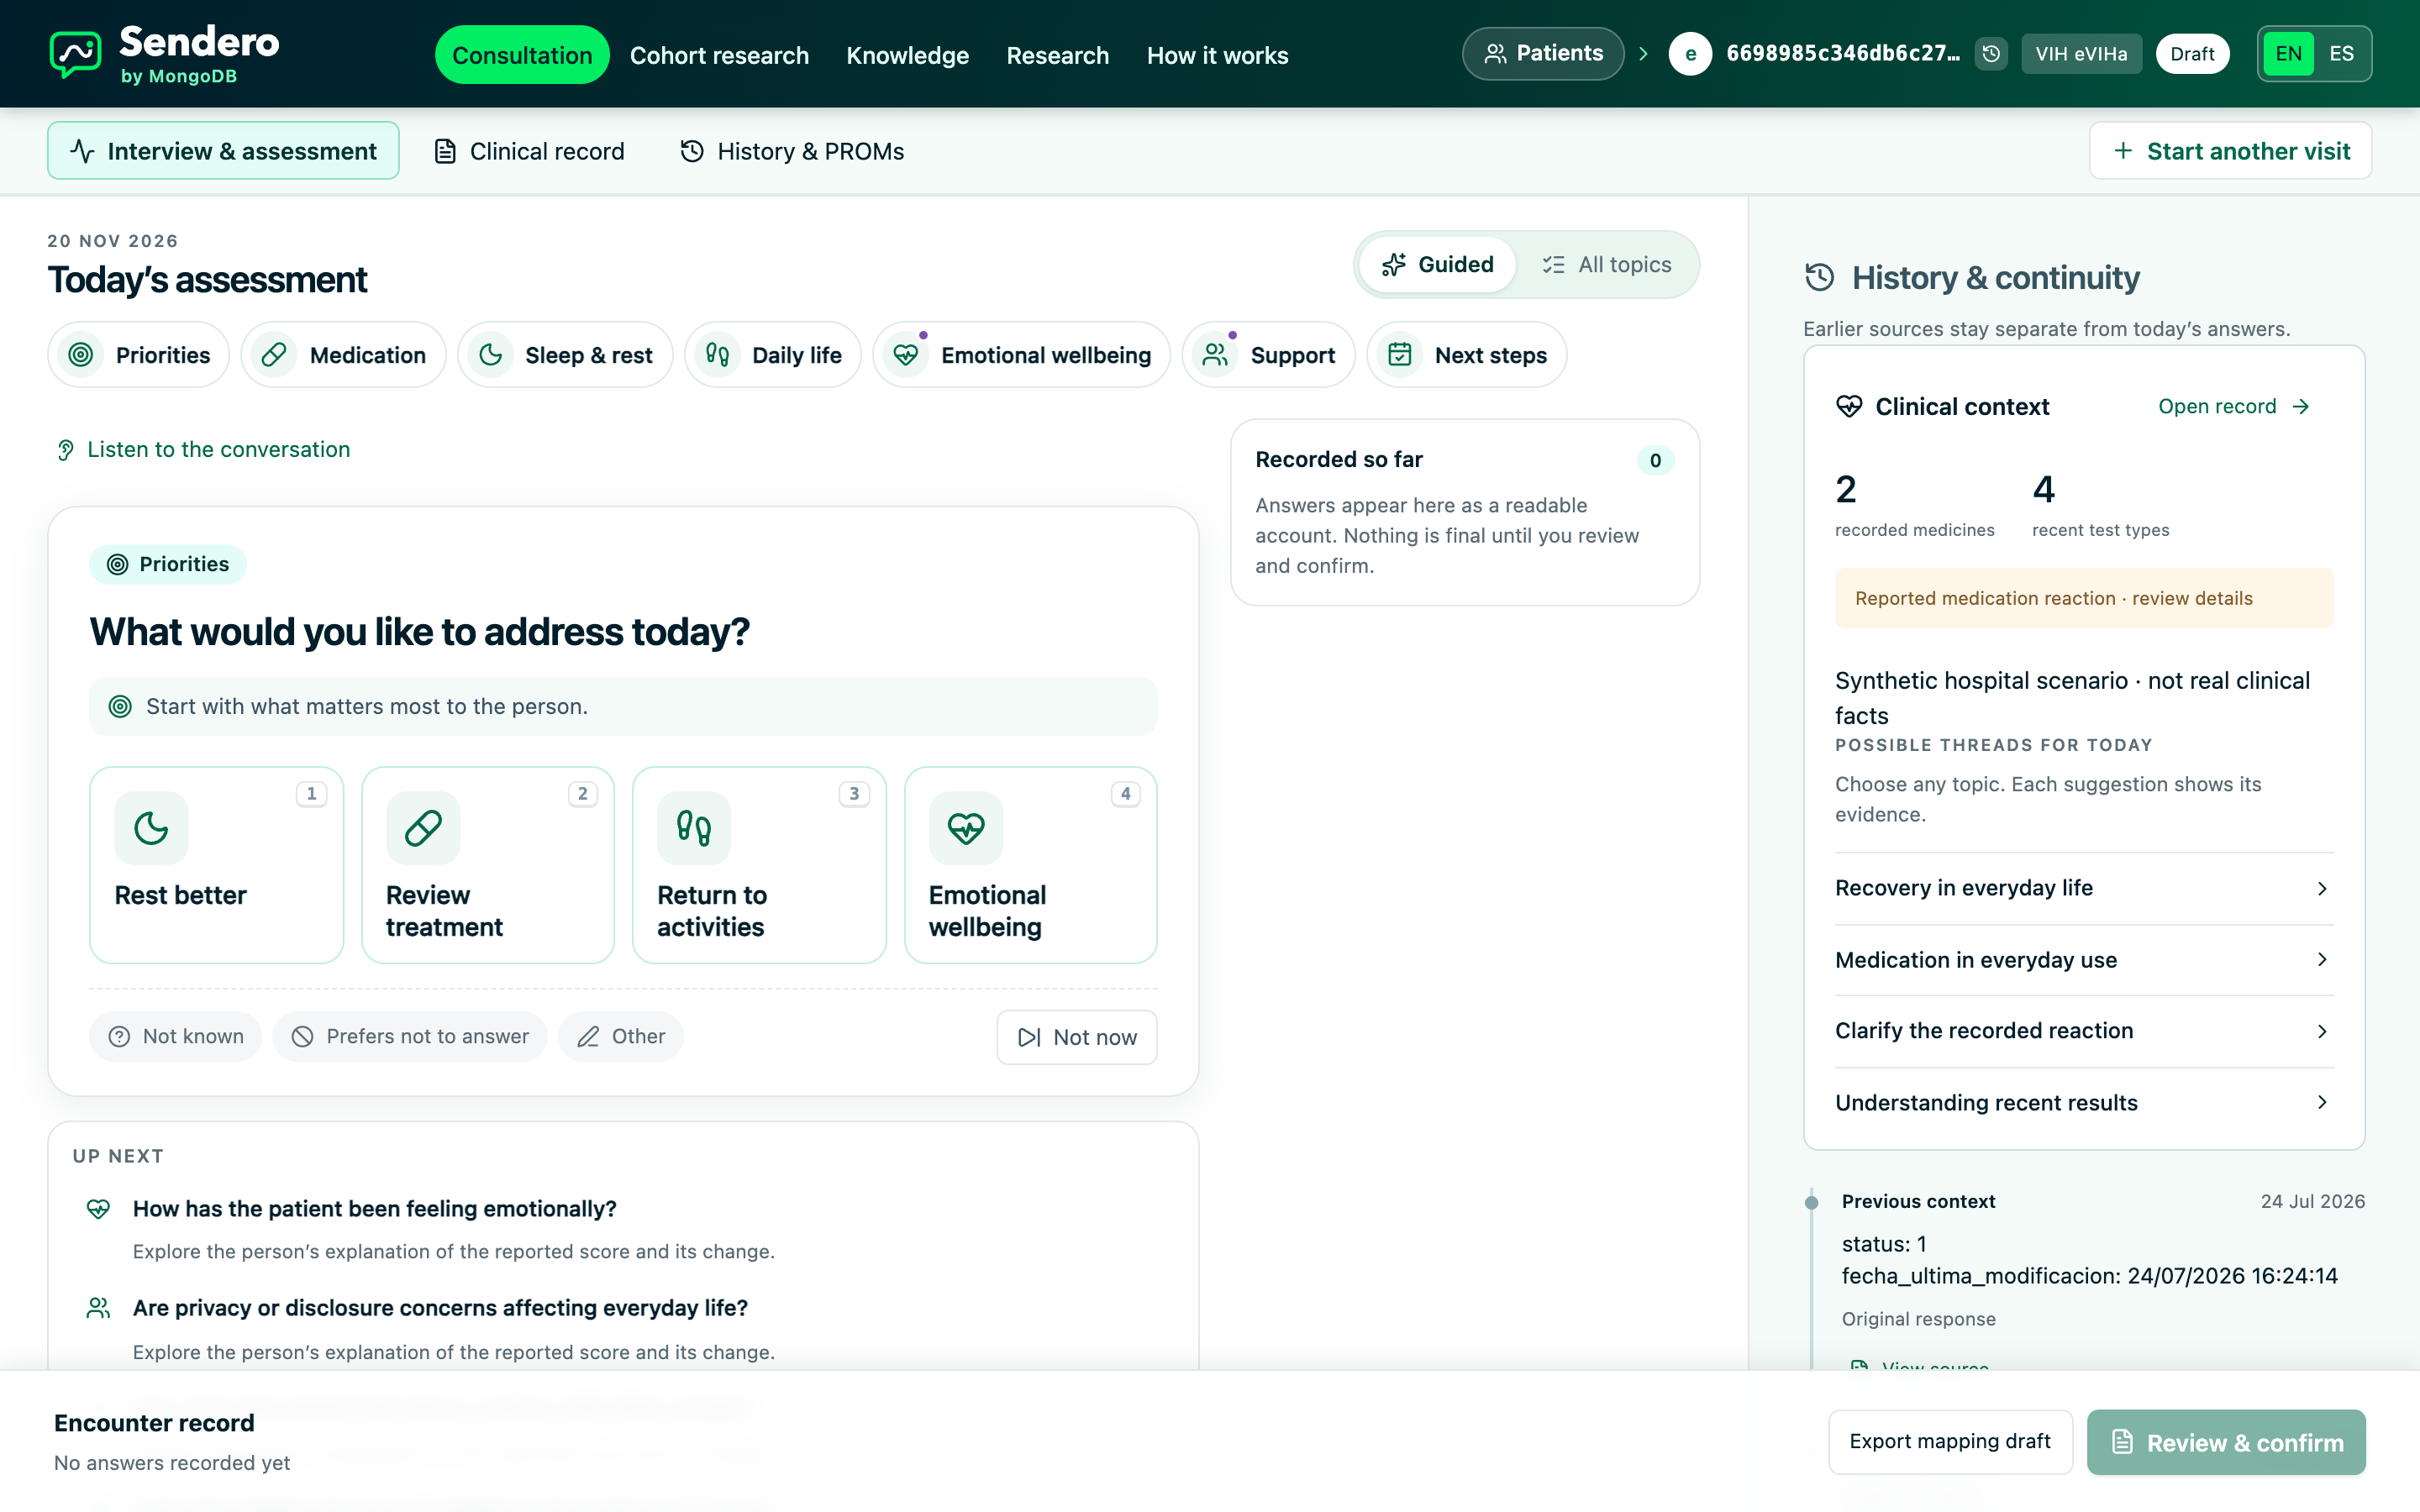 Sendero
by MongoDB
Consultation
Cohort research
Knowledge
Research
How it works
Patients
e
6698985c346db6c27…
VIH eVIHa
Draft
EN
ES
Interview & assessment
Clinical record
History & PROMs
Start another visit
20 NOV 2026
Today’s assessment
Guided
All topics
Priorities
Medication
Sleep & rest
Daily life
Emotional wellbeing
Support
Next steps
Listen to the conversation
Priorities
What would you like to address today?
Start with what matters most to the person.
1
Rest better
2
Review
treatment
3
Return to
activities
4
Emotional
wellbeing
Not known
Prefers not to answer
Other
Not now
UP NEXT
How has the patient been feeling emotionally?
Explore the person’s explanation of the reported score and its change.
Are privacy or disclosure concerns affecting everyday life?
Explore the person’s explanation of the reported score and its change.
Recorded so far
0
Answers appear here as a readable
account. Nothing is final until you review
and confirm.
History & continuity
Earlier sources stay separate from today’s answers.
Clinical context
Open record
2
recorded medicines
4
recent test types
Reported medication reaction · review details
Synthetic hospital scenario · not real clinical
facts
POSSIBLE THREADS FOR TODAY
Choose any topic. Each suggestion shows its
evidence.
Recovery in everyday life
Medication in everyday use
Clarify the recorded reaction
Understanding recent results
Previous context
24 Jul 2026
status: 1
fecha_ultima_modificacion: 24/07/2026 16:24:14
Original response
View source
Encounter record
No answers recorded yet
Export mapping draft
Review & confirm